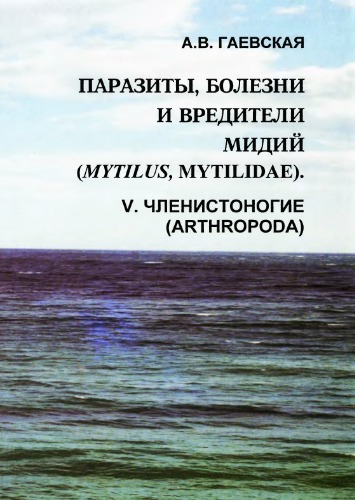 А.В. ГАЕВСКАЯ
ПАРАЗИТЫ, БОЛЕЗНИ
И ВРЕДИТЕЛИ
МИДИЙ
(MYTILUS, MYTILIDAE).
V. ЧЛЕНИСТОНОГИЕ
(ARTHROPODA)